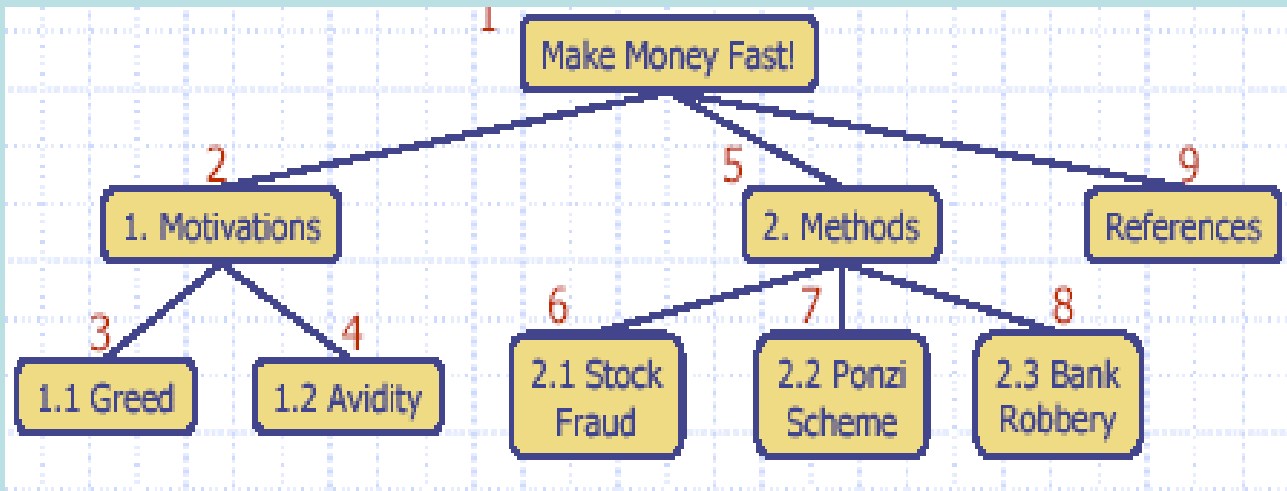 1
Make Money Fast!
2
5
9
1. Motivations
2. Methods
References
3
4
6
7
8
1.1 Greed
1.2 Avidity
2.1 Stock
Fraud
2.2 Ponzi
Scheme
2.3 Bank
Robbery